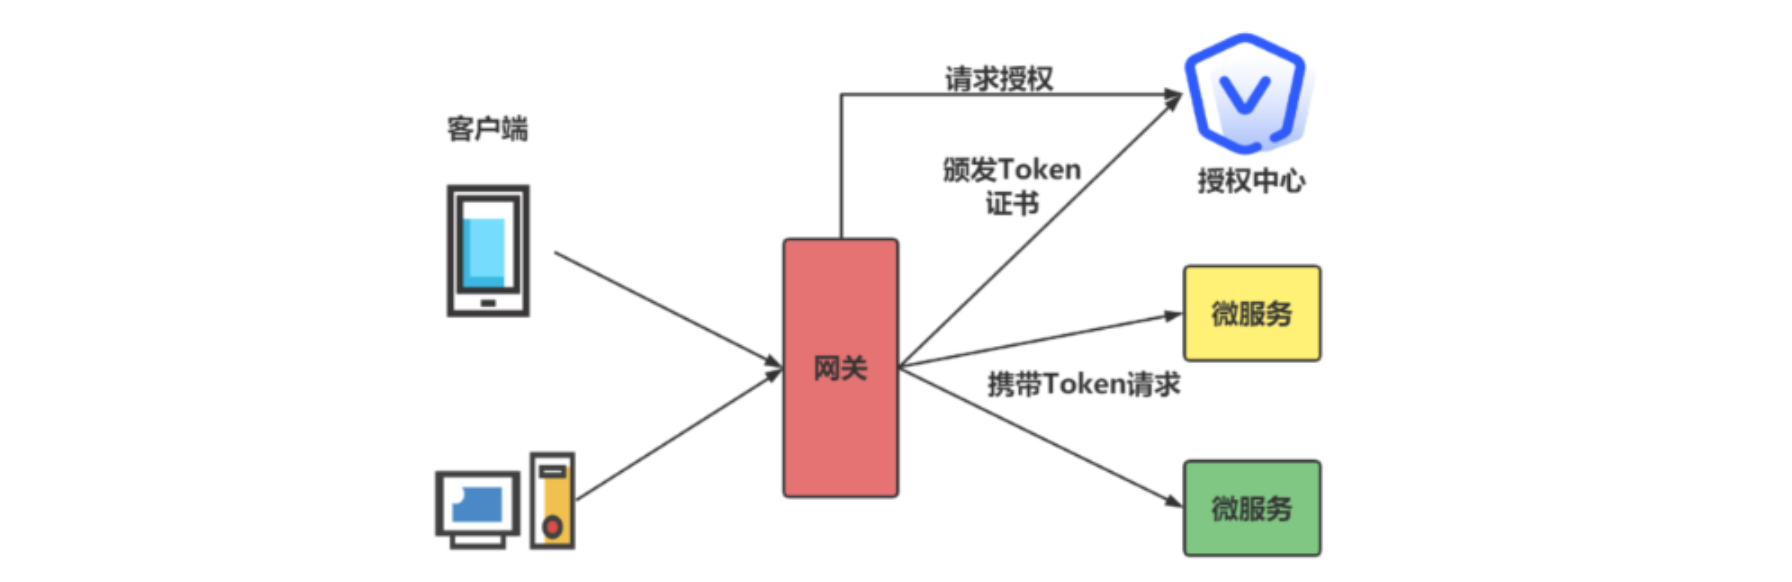 请求授权
客户端
颁发Token
证书
授权中心
微服务
网关
携带Token请求
微服务